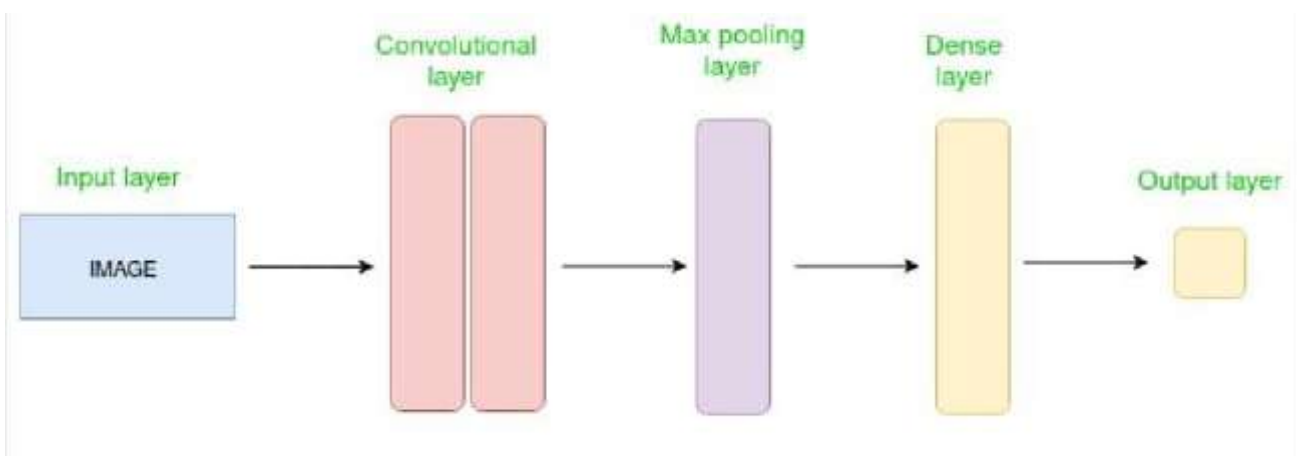 Input layer
IMAGE
Convolutional
layer
Max pooling
layer
Dense
layer
Output layer